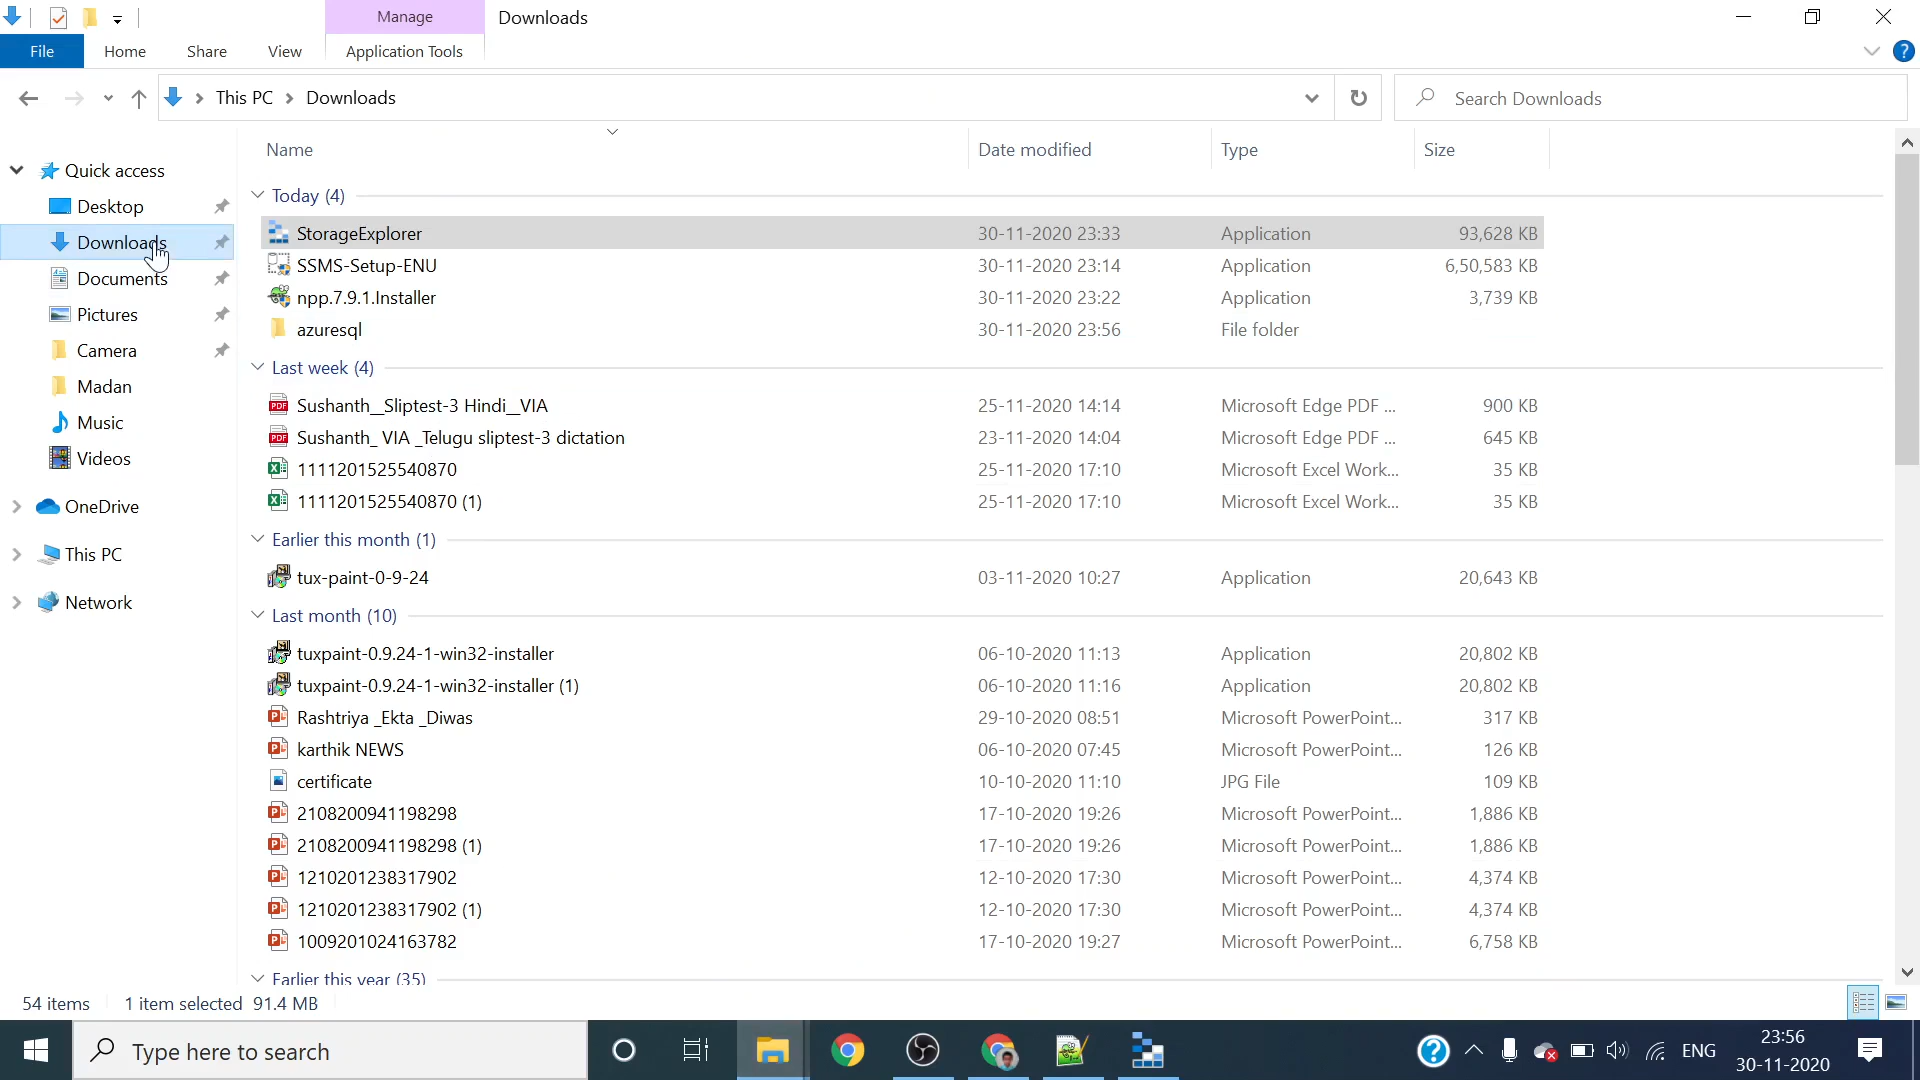 Manage
Downloads
File
Home
Share
View
Application Tools
?
This PC
Downloads
Search Downloads
Name
Date modified
Type
Size
Quick access
Desktop
Downloads
Documents
Pictures
Camera
Madan
Music
Videos
OneDrive
This PC
Network
Today (4)
StorageExplorer 30-11-2020 23:33 Application 93,628 KB
SSMS-Setup-ENU 30-11-2020 23:14 Application 6,50,583 KB
npp.7.9.1.Installer 30-11-2020 23:22 Application 3,739 KB
azuresql 30-11-2020 23:56 File folder
Last week (4)
Sushanth__Sliptest-3 Hindi__VIA 25-11-2020 14:14 Microsoft Edge PDF ... 900 KB
Sushanth_ VIA _Telugu sliptest-3 dictation 23-11-2020 14:04 Microsoft Edge PDF ... 645 KB
1111201525540870 25-11-2020 17:10 Microsoft Excel Work... 35 KB
1111201525540870 (1) 25-11-2020 17:10 Microsoft Excel Work... 35 KB
Earlier this month (1)
tux-paint-0-9-24 03-11-2020 10:27 Application 20,643 KB
Last month (10)
tuxpaint-0.9.24-1-win32-installer 06-10-2020 11:13 Application 20,802 KB
tuxpaint-0.9.24-1-win32-installer (1) 06-10-2020 11:16 Application 20,802 KB
Rashtriya _Ekta _Diwas 29-10-2020 08:51 Microsoft PowerPoint... 317 KB
karthik NEWS 06-10-2020 07:45 Microsoft PowerPoint... 126 KB
certificate 10-10-2020 11:10 JPG File 109 KB
2108200941198298 17-10-2020 19:26 Microsoft PowerPoint... 1,886 KB
2108200941198298 (1) 17-10-2020 19:26 Microsoft PowerPoint... 1,886 KB
1210201238317902 12-10-2020 17:30 Microsoft PowerPoint... 4,374 KB
1210201238317902 (1) 12-10-2020 17:30 Microsoft PowerPoint... 4,374 KB
1009201024163782 17-10-2020 19:27 Microsoft PowerPoint... 6,758 KB
Earlier this year (35)
54 items 1 item selected 91.4 MB
Type here to search
?
ENG
23:56
30-11-2020